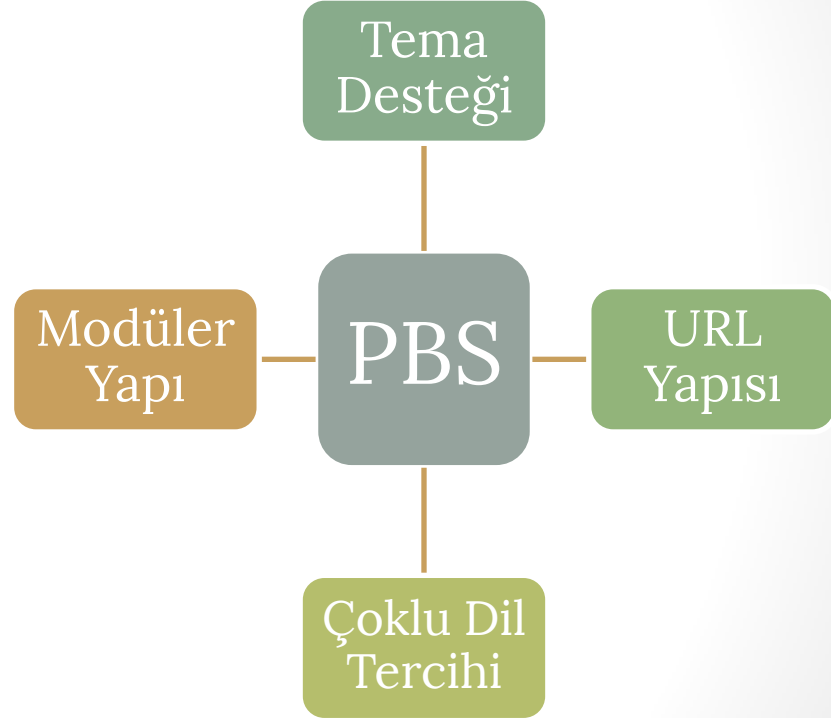 Tema
Desteği
Modüler
Yapı
PBS
URL
Yapısı
Çoklu Dil
Tercihi